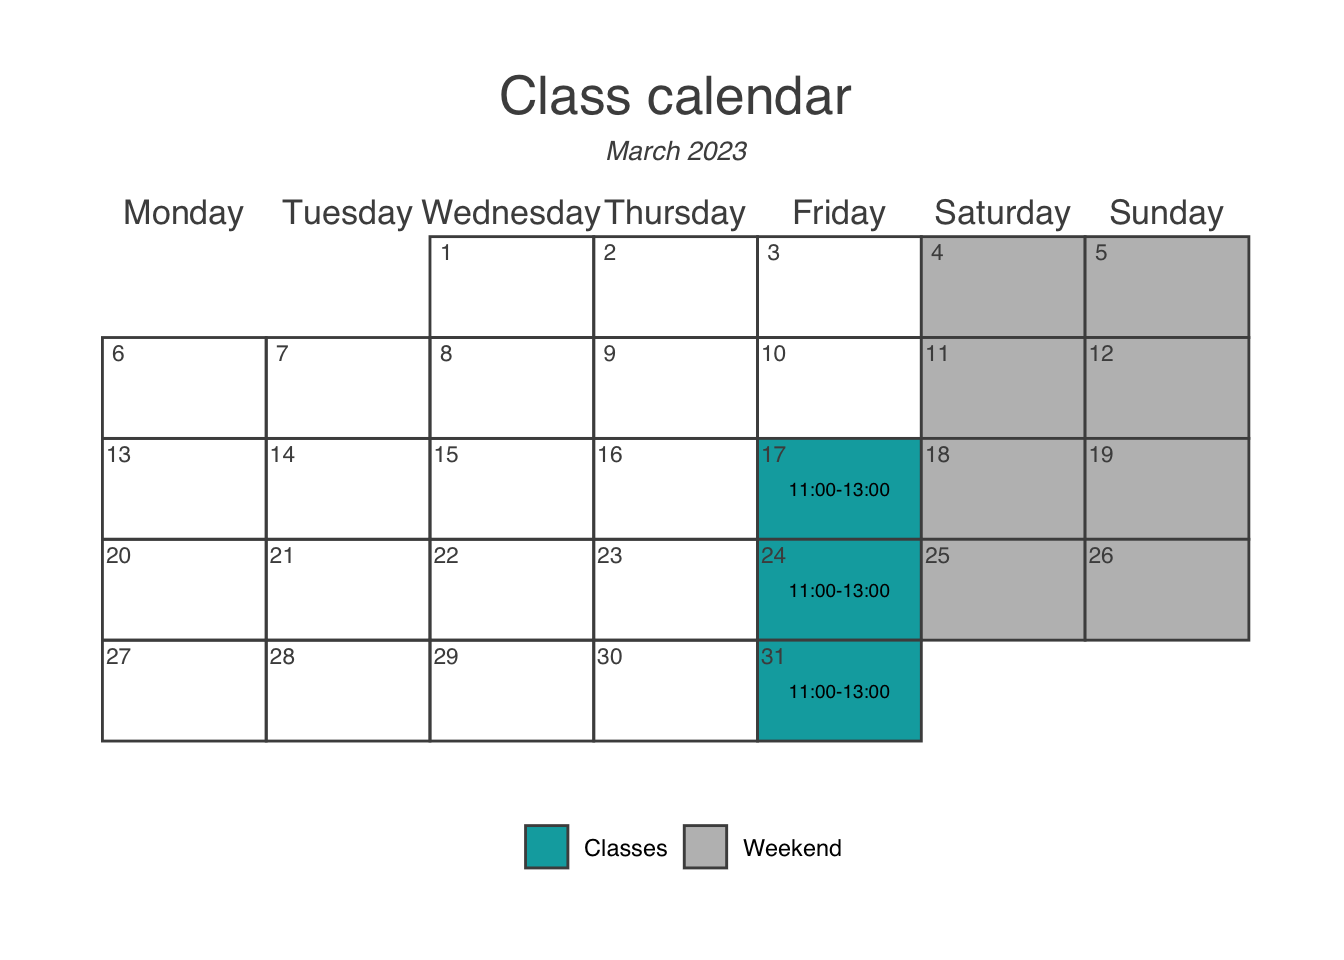 Class calendar
March 2023
Monday Tuesday Wednesday Thursday Friday Saturday Sunday
1 2 3 4 5
6 7 8 9 10 11 12
13 14 15 16 17 18 19
11:00-13:00
20 21 22 23 24 25 26
11:00-13:00
27 28 29 30 31
11:00-13:00
Classes Weekend